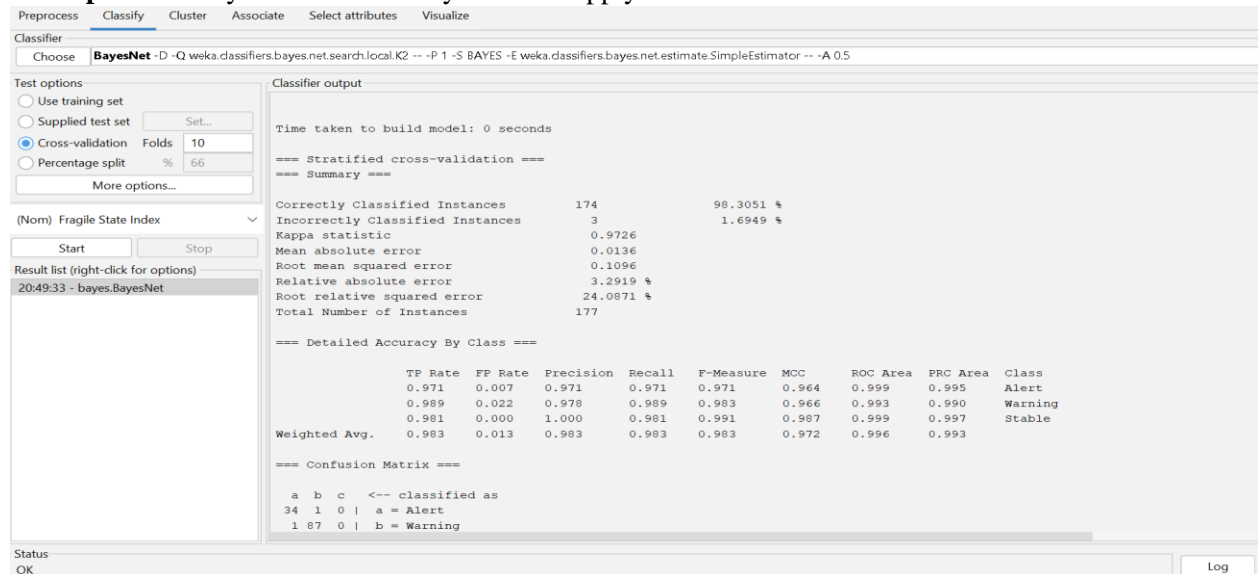 Preprocess Classify Cluster Associate Select attributes Visualize
Classifier
Choose BayesNet -D -Q weka.classifiers.bayes.net.search.local.K2 -- -P 1 -S BAYES -E weka.classifiers.bayes.net.estimate.SimpleEstimator -- -A 0.5
Test options
Use training set
Supplied test set Set...
Cross-validation Folds 10
Percentage split % 66
More options...
(Nom) Fragile State Index
Start Stop
Result list (right-click for options)
20:49:33 - bayes.BayesNet
Classifier output
Time taken to build model: 0 seconds
=== Stratified cross-validation ===
=== Summary ===
Correctly Classified Instances 174 98.3051 %
Incorrectly Classified Instances 3 1.6949 %
Kappa statistic 0.9726
Mean absolute error 0.0136
Root mean squared error 0.1096
Relative absolute error 3.2919 %
Root relative squared error 24.0871 %
Total Number of Instances 177
=== Detailed Accuracy By Class ===
TP Rate FP Rate Precision Recall F-Measure MCC ROC Area PRC Area Class
0.971 0.007 0.971 0.971 0.971 0.964 0.999 0.995 Alert
0.989 0.022 0.978 0.989 0.983 0.966 0.993 0.990 Warning
0.981 0.000 1.000 0.981 0.991 0.987 0.999 0.997 Stable
Weighted Avg. 0.983 0.013 0.983 0.983 0.983 0.972 0.996 0.993
=== Confusion Matrix ===
a b c <-- classified as
34 1 0 | a = Alert
1 87 0 | b = Warning
Status
OK
Log